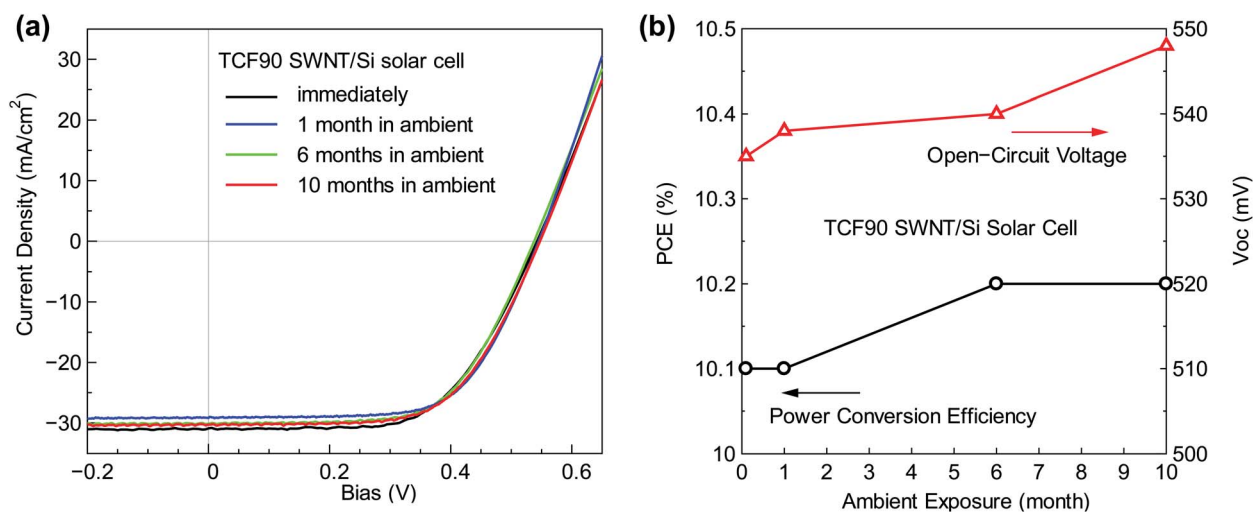 (a)
TCF90 SWNT/Si solar cell
immediately
1 month in ambient
6 months in ambient
10 months in ambient
Current Density (mA/cm²)
30
20
10
0
−10
−20
−30
−0.2
0
0.2
0.4
0.6
Bias (V)
(b)
PCE (%)
10.5
10.4
10.3
10.2
10.1
10
Open−Circuit Voltage
TCF90 SWNT/Si Solar Cell
Power Conversion Efficiency
550
540
530
520
510
500
Voc (mV)
0 1 2 3 4 5 6 7 8 9 10
Ambient Exposure (month)